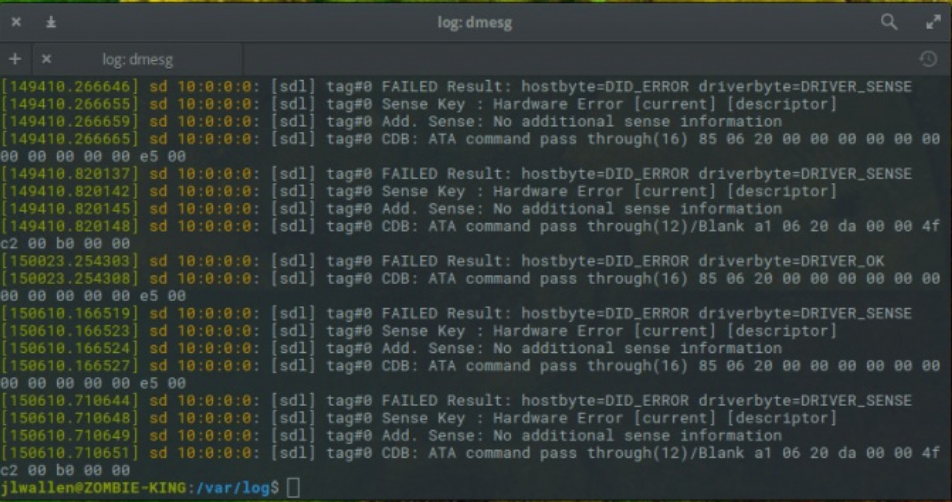 log: dmesg
log: dmesg
[149410.266646] sd 10:0:0:0: [sdl] tag#0 FAILED Result: hostbyte=DID_ERROR driverbyte=DRIVER_SENSE
[149410.266655] sd 10:0:0:0: [sdl] tag#0 Sense Key : Hardware Error [current] [descriptor]
[149410.266659] sd 10:0:0:0: [sdl] tag#0 Add. Sense: No additional sense information
[149410.266665] sd 10:0:0:0: [sdl] tag#0 CDB: ATA command pass through(16) 85 06 20 00 00 00 00 00 00
00 00 00 00 00 e5 00
[149410.820137] sd 10:0:0:0: [sdl] tag#0 FAILED Result: hostbyte=DID_ERROR driverbyte=DRIVER_SENSE
[149410.820142] sd 10:0:0:0: [sdl] tag#0 Sense Key : Hardware Error [current] [descriptor]
[149410.820145] sd 10:0:0:0: [sdl] tag#0 Add. Sense: No additional sense information
[149410.820148] sd 10:0:0:0: [sdl] tag#0 CDB: ATA command pass through(12)/Blank a1 06 20 da 00 00 4f
c2 00 b0 00 00
[150023.254303] sd 10:0:0:0: [sdl] tag#0 FAILED Result: hostbyte=DID_ERROR driverbyte=DRIVER_OK
[150023.254308] sd 10:0:0:0: [sdl] tag#0 CDB: ATA command pass through(16) 85 06 20 00 00 00 00 00 00
00 00 00 00 00 e5 00
[150610.166519] sd 10:0:0:0: [sdl] tag#0 FAILED Result: hostbyte=DID_ERROR driverbyte=DRIVER_SENSE
[150610.166523] sd 10:0:0:0: [sdl] tag#0 Sense Key : Hardware Error [current] [descriptor]
[150610.166524] sd 10:0:0:0: [sdl] tag#0 Add. Sense: No additional sense information
[150610.166527] sd 10:0:0:0: [sdl] tag#0 CDB: ATA command pass through(16) 85 06 20 00 00 00 00 00 00
00 00 00 00 00 e5 00
[150610.710644] sd 10:0:0:0: [sdl] tag#0 FAILED Result: hostbyte=DID_ERROR driverbyte=DRIVER_SENSE
[150610.710648] sd 10:0:0:0: [sdl] tag#0 Sense Key : Hardware Error [current] [descriptor]
[150610.710649] sd 10:0:0:0: [sdl] tag#0 Add. Sense: No additional sense information
[150610.710651] sd 10:0:0:0: [sdl] tag#0 CDB: ATA command pass through(12)/Blank a1 06 20 da 00 00 4f
c2 00 b0 00 00
jlwallen@ZOMBIE-KING:/var/log$